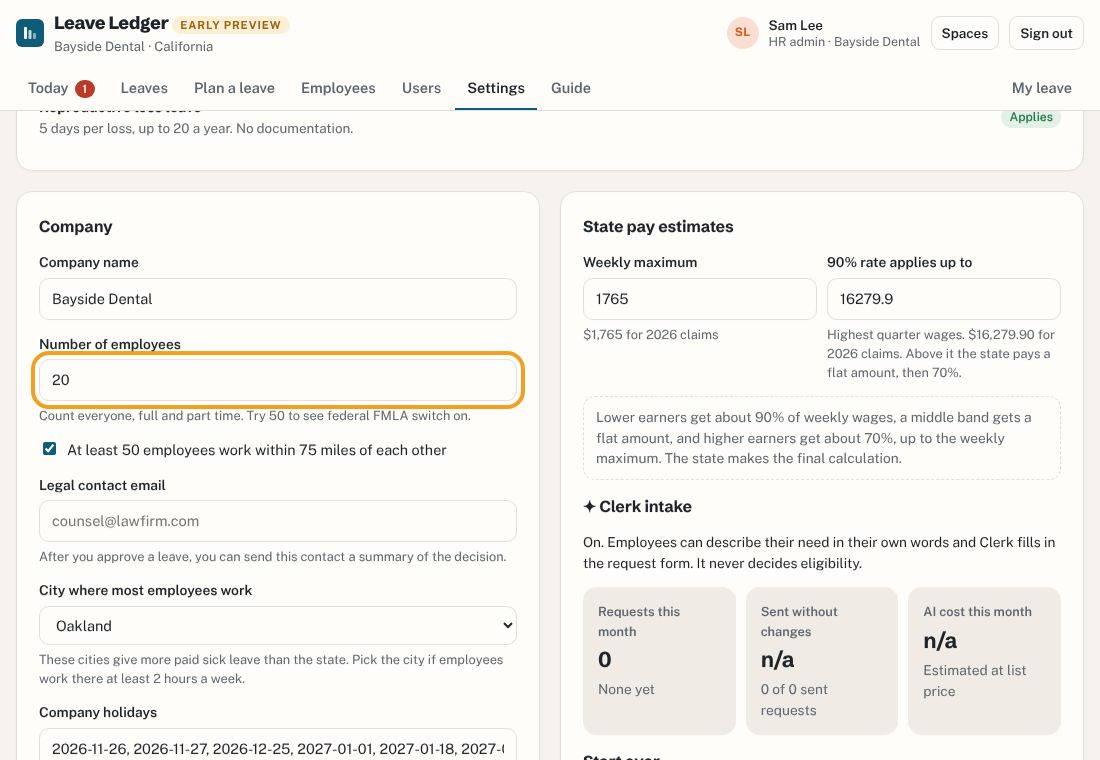 Leave Ledger EARLY PREVIEW
Bayside Dental · California
SL
Sam Lee
HR admin · Bayside Dental
Spaces
Sign out
Today 1
Leaves
Plan a leave
Employees
Users
Settings
Guide
My leave
5 days per loss, up to 20 a year. No documentation.
Applies
Company
Company name
Bayside Dental
Number of employees
20
Count everyone, full and part time. Try 50 to see federal FMLA switch on.
At least 50 employees work within 75 miles of each other
Legal contact email
counsel@lawfirm.com
After you approve a leave, you can send this contact a summary of the decision.
City where most employees work
Oakland
These cities give more paid sick leave than the state. Pick the city if employees
work there at least 2 hours a week.
Company holidays
2026-11-26, 2026-11-27, 2026-12-25, 2027-01-01, 2027-01-18, 2027-
State pay estimates
Weekly maximum
1765
$1,765 for 2026 claims
90% rate applies up to
16279.9
Highest quarter wages. $16,279.90 for
2026 claims. Above it the state pays a
flat amount, then 70%.
Lower earners get about 90% of weekly wages, a middle band gets a
flat amount, and higher earners get about 70%, up to the weekly
maximum. The state makes the final calculation.
✦ Clerk intake
On. Employees can describe their need in their own words and Clerk fills in
the request form. It never decides eligibility.
Requests this
month
0
None yet
Sent without
changes
n/a
0 of 0 sent
requests
AI cost this month
n/a
Estimated at list
price